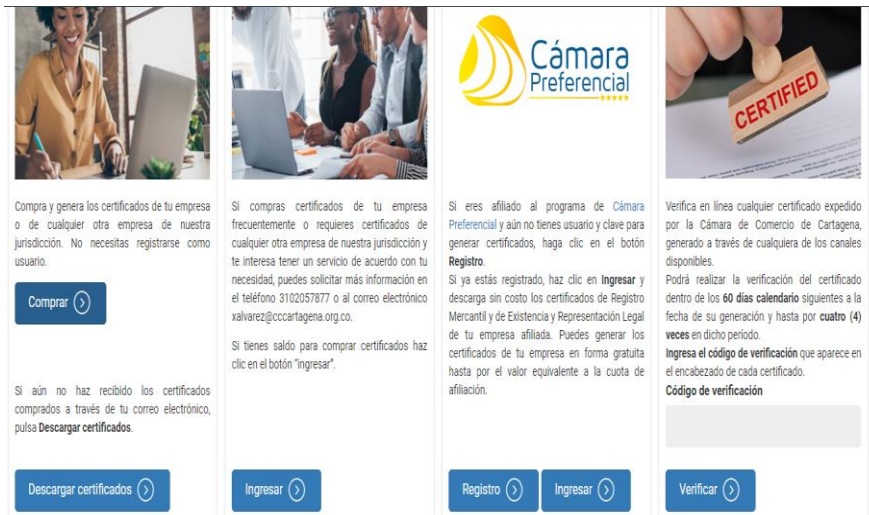 Compra y genera los certificados de tu empresa
o de cualquier otra empresa de nuestra
jurisdicción. No necesitas registrarse como
usuario.
Comprar
Si aún no haz recibido los certificados
comprados a través de tu correo electrónico,
pulsa Descargar certificados.
Descargar certificados
Si compras certificados de tu empresa
frecuentemente o requieres certificados de
cualquier otra empresa de nuestra jurisdicción y
te interesa tener un servicio de acuerdo con tu
necesidad, puedes solicitar más información en
el teléfono 3102057877 o al correo electrónico
xalvarez@cccartagena.org.co.
Si tienes saldo para comprar certificados haz
clic en el botón "ingresar".
Ingresar
Cámara
Preferencial
Si eres afiliado al programa de Cámara
Preferencial y aún no tienes usuario y clave para
generar certificados, haga clic en el botón
Registro.
Si ya estás registrado, haz clic en Ingresar y
descarga sin costo los certificados de Registro
Mercantil y de Existencia y Representación Legal
de tu empresa afiliada. Puedes generar los
certificados de tu empresa en forma gratuita
hasta por el valor equivalente a la cuota de
afiliación.
Registro
Ingresar
CERTIFIED
Verifica en línea cualquier certificado expedido
por la Cámara de Comercio de Cartagena,
generado a través de cualquiera de los canales
disponibles.
Podrá realizar la verificación del certificado
dentro de los 60 días calendario siguientes a la
fecha de su generación y hasta por cuatro (4)
veces en dicho período.
Ingresa el código de verificación que aparece en
el encabezado de cada certificado.
Código de verificación
Verificar